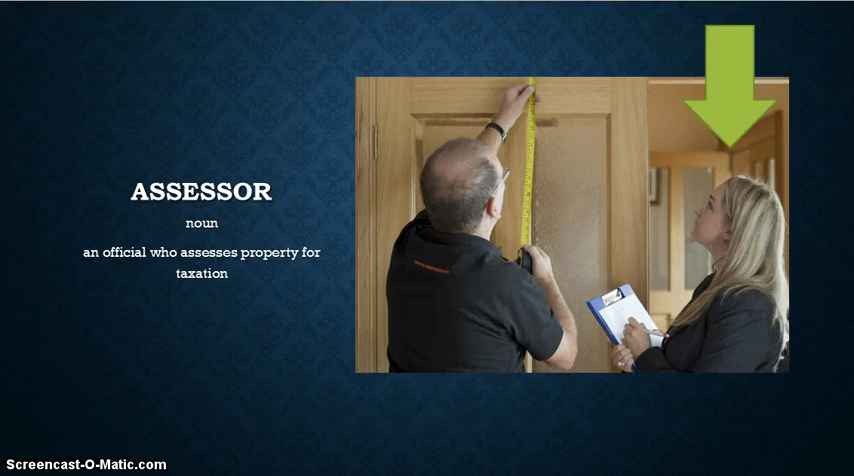 ASSESSOR
noun
an official who assesses property for
taxation
Screencast-O-Matic.com